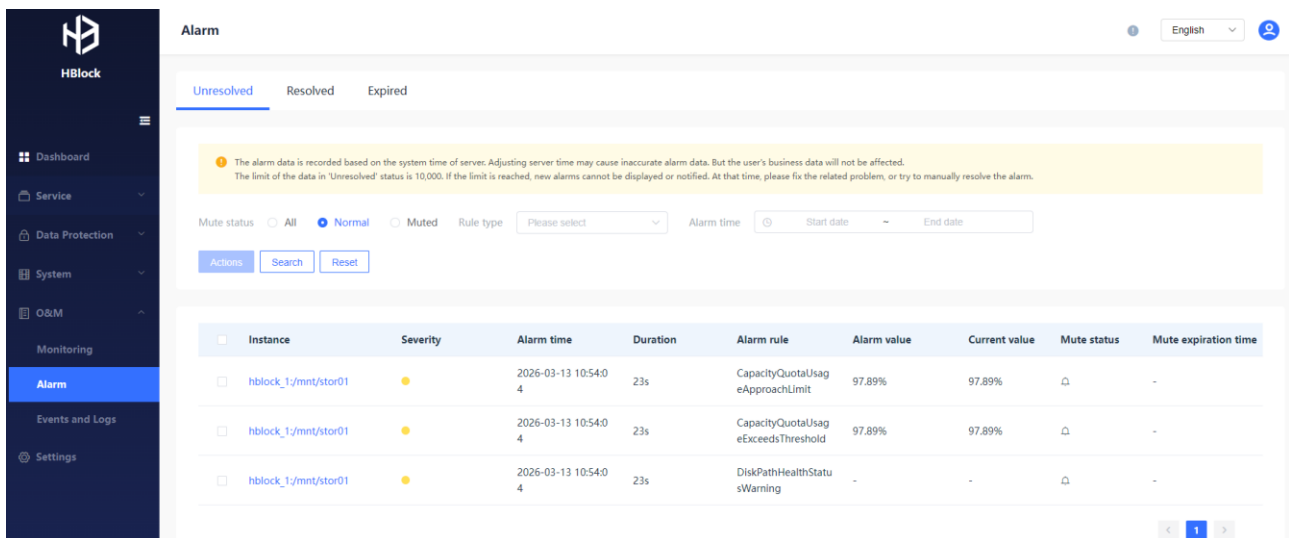 Alarm
English
HBlock
Unresolved Resolved Expired
Dashboard
The alarm data is recorded based on the system time of server. Adjusting server time may cause inaccurate alarm data. But the user's business data will not be affected.
The limit of the data in 'Unresolved' status is 10,000. If the limit is reached, new alarms cannot be displayed or notified. At that time, please fix the related problem, or try to manually resolve the alarm.
Service
Data Protection
System
O&M
Monitoring
Alarm
Events and Logs
Settings
Mute status All Normal Muted Rule type Please select Alarm time Start date ~ End date
Actions Search Reset
Instance Severity Alarm time Duration Alarm rule Alarm value Current value Mute status Mute expiration time
hblock_1:/mnt/stor01 2026-03-13 10:54:0 23s CapacityQuotaUsag 97.89% 97.89% -
4 eApproachLimit
hblock_1:/mnt/stor01 2026-03-13 10:54:0 23s CapacityQuotaUsag 97.89% 97.89% -
4 eExceedsThreshold
hblock_1:/mnt/stor01 2026-03-13 10:54:0 23s DiskPathHealthStatu - - -
4 sWarning
< 1 >